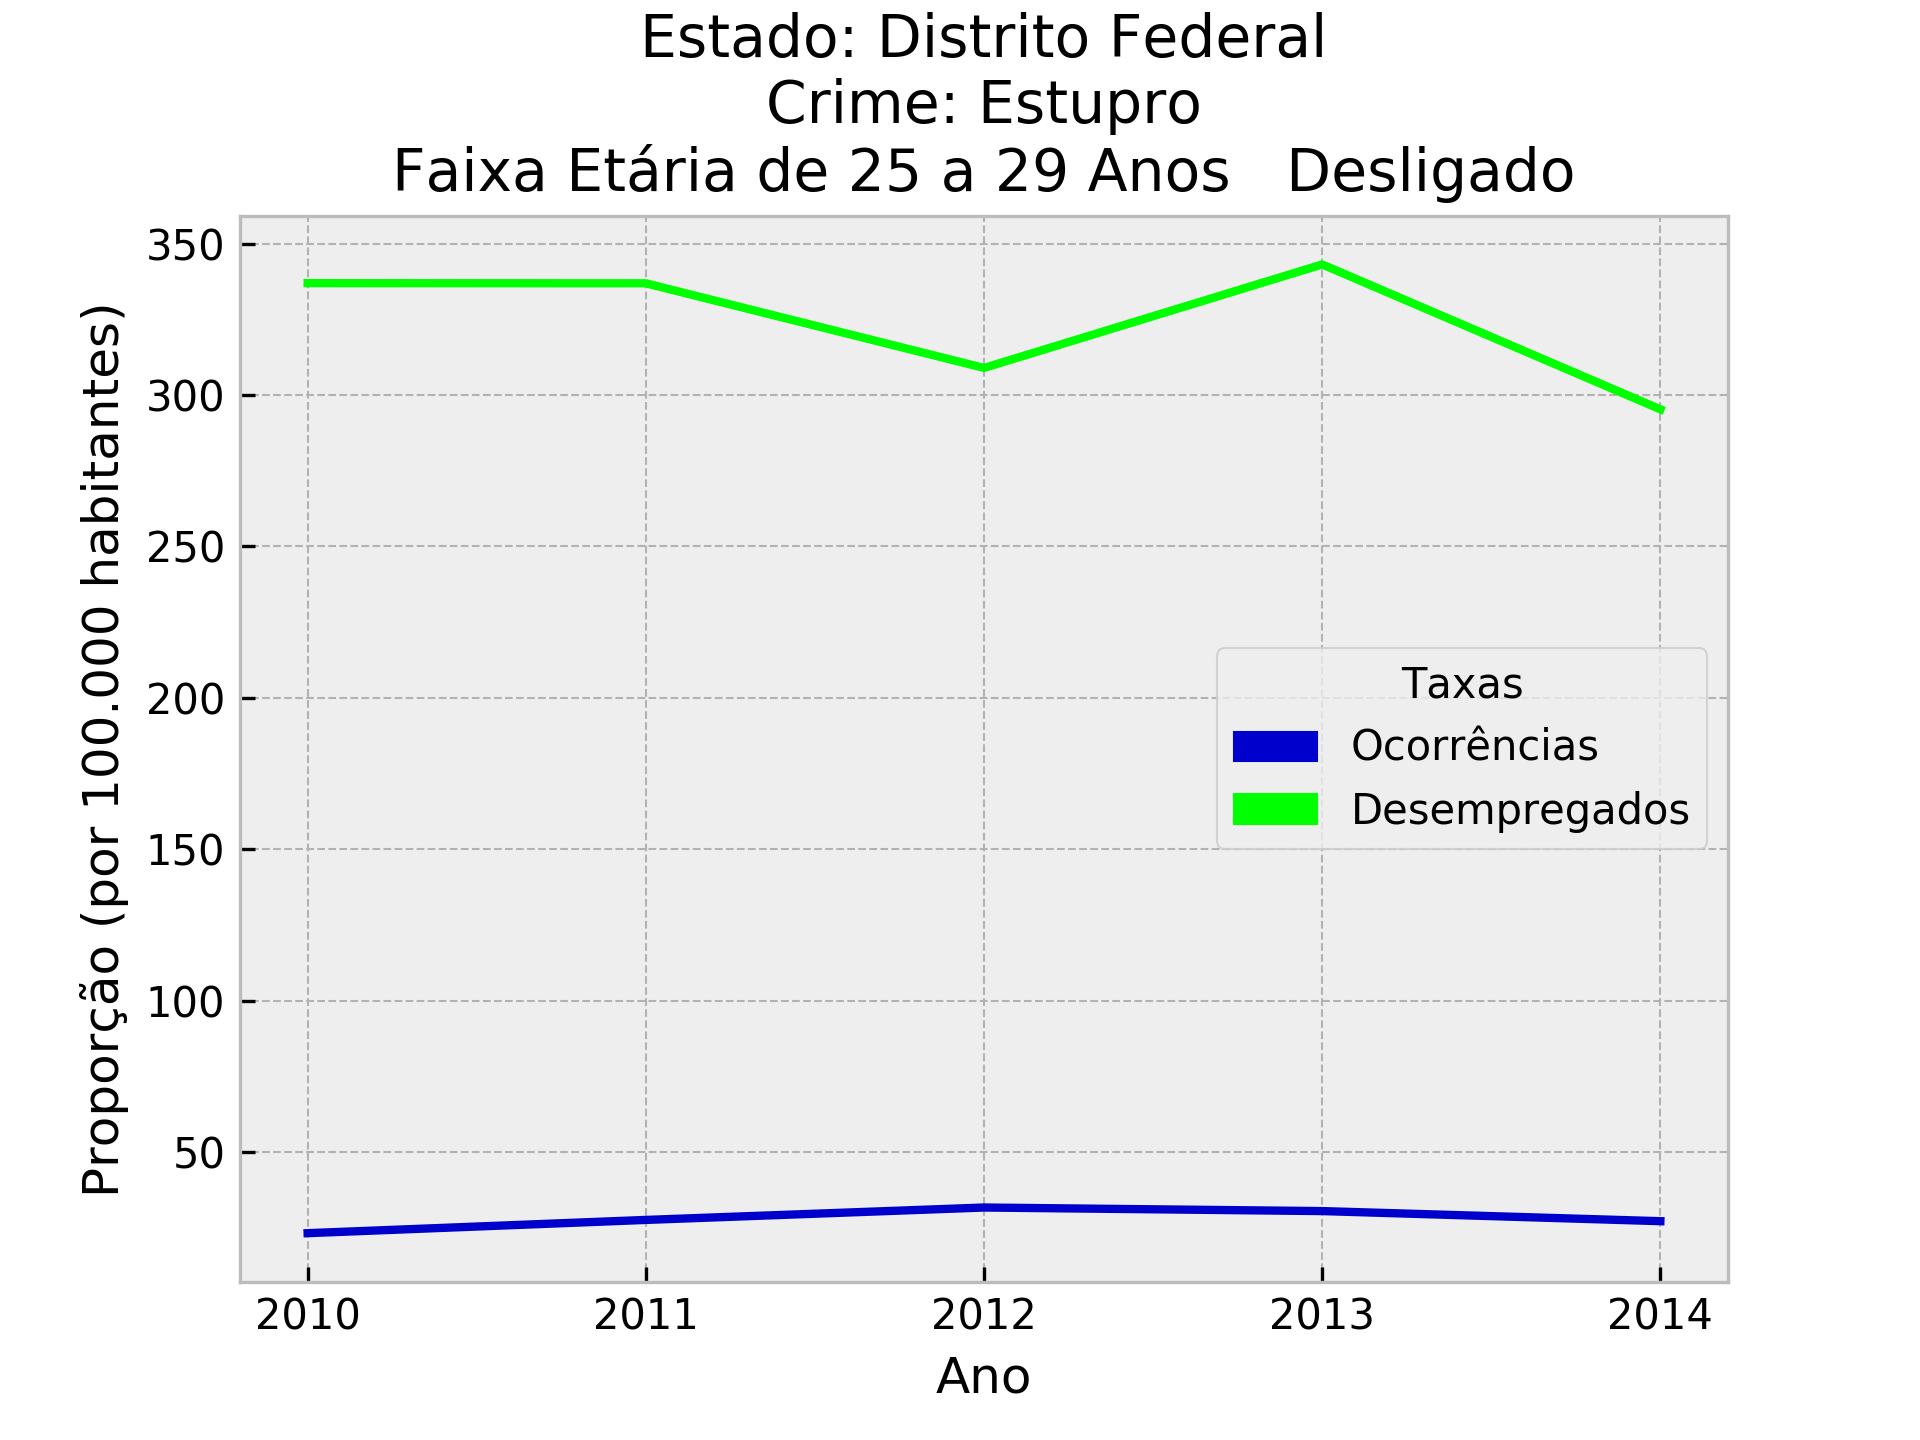 Estado: Distrito Federal
Crime: Estupro
Faixa Etária de 25 a 29 Anos   Desligado
Proporção (por 100.000 habitantes)
350
300
250
200
150
100
50
Taxas
Ocorrências
Desempregados
2010 2011 2012 2013 2014
Ano